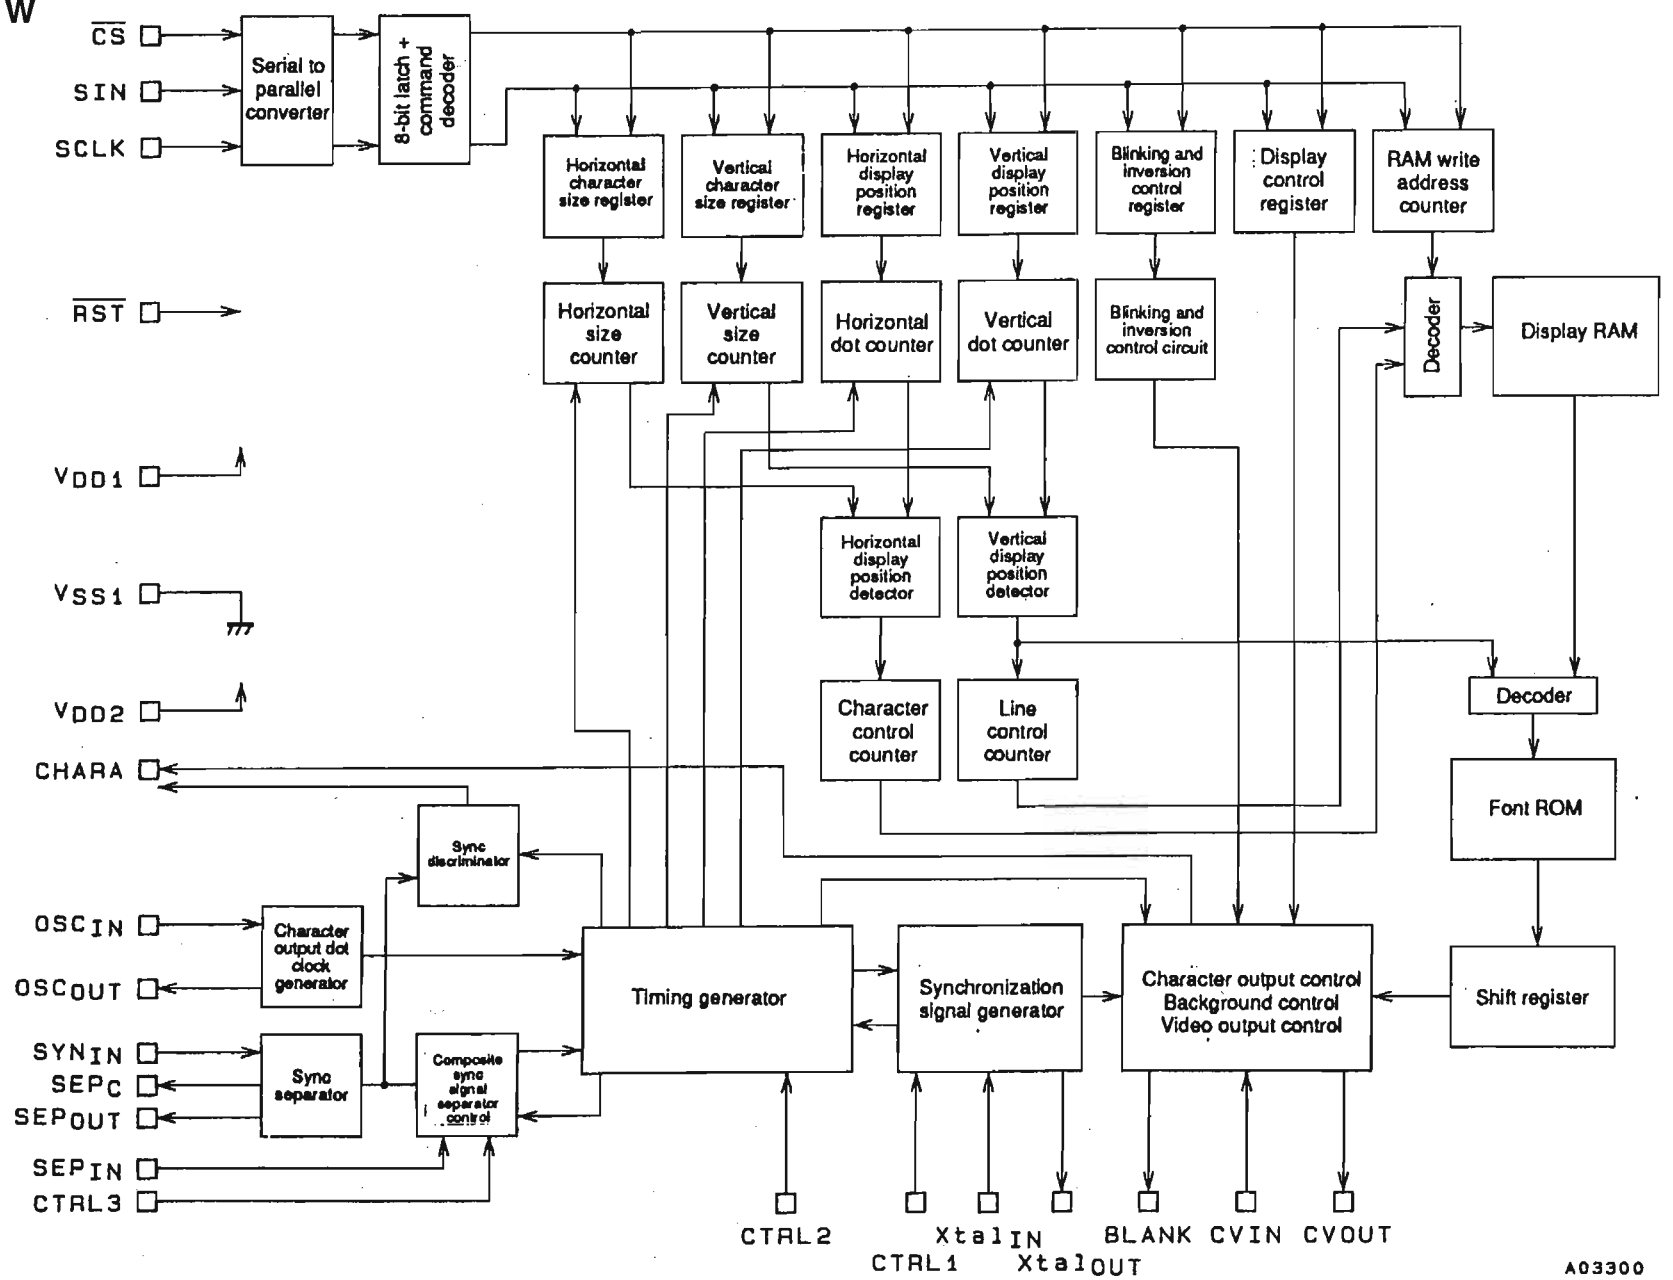 W
CS
SIN
SCLK
Serial to
parallel
converter
8-bit latch +
command
decoder
Horizontal
character
size register
Vertical
character
size register
Horizontal
display
position
register
Vertical
display
position
register
Blinking and
inversion
control
register
Display
control
register
RAM write
address
counter
RST
Horizontal
size
counter
Vertical
size
counter
Horizontal
dot counter
Vertical
dot counter
Blinking and
inversion
control circuit
Decoder
Display RAM
VDD1
VSS1
VDD2
Horizontal
display
position
detector
Vertical
display
position
detector
Character
control
counter
Line
control
counter
Decoder
Font ROM
CHARA
Sync
discriminator
OSCIN
OSCOUT
Character
output dot
clock
generator
Timing generator
Synchronization
signal generator
Character output control
Background control
Video output control
Shift register
SYNIN
SEPC
SEPOUT
SEPIN
CTRL3
Sync
separator
Composite
sync
signal
separator
control
CTRL2
CTRL1
XtalIN
XtalOUT
BLANK
CVIN
CVOUT
A03300